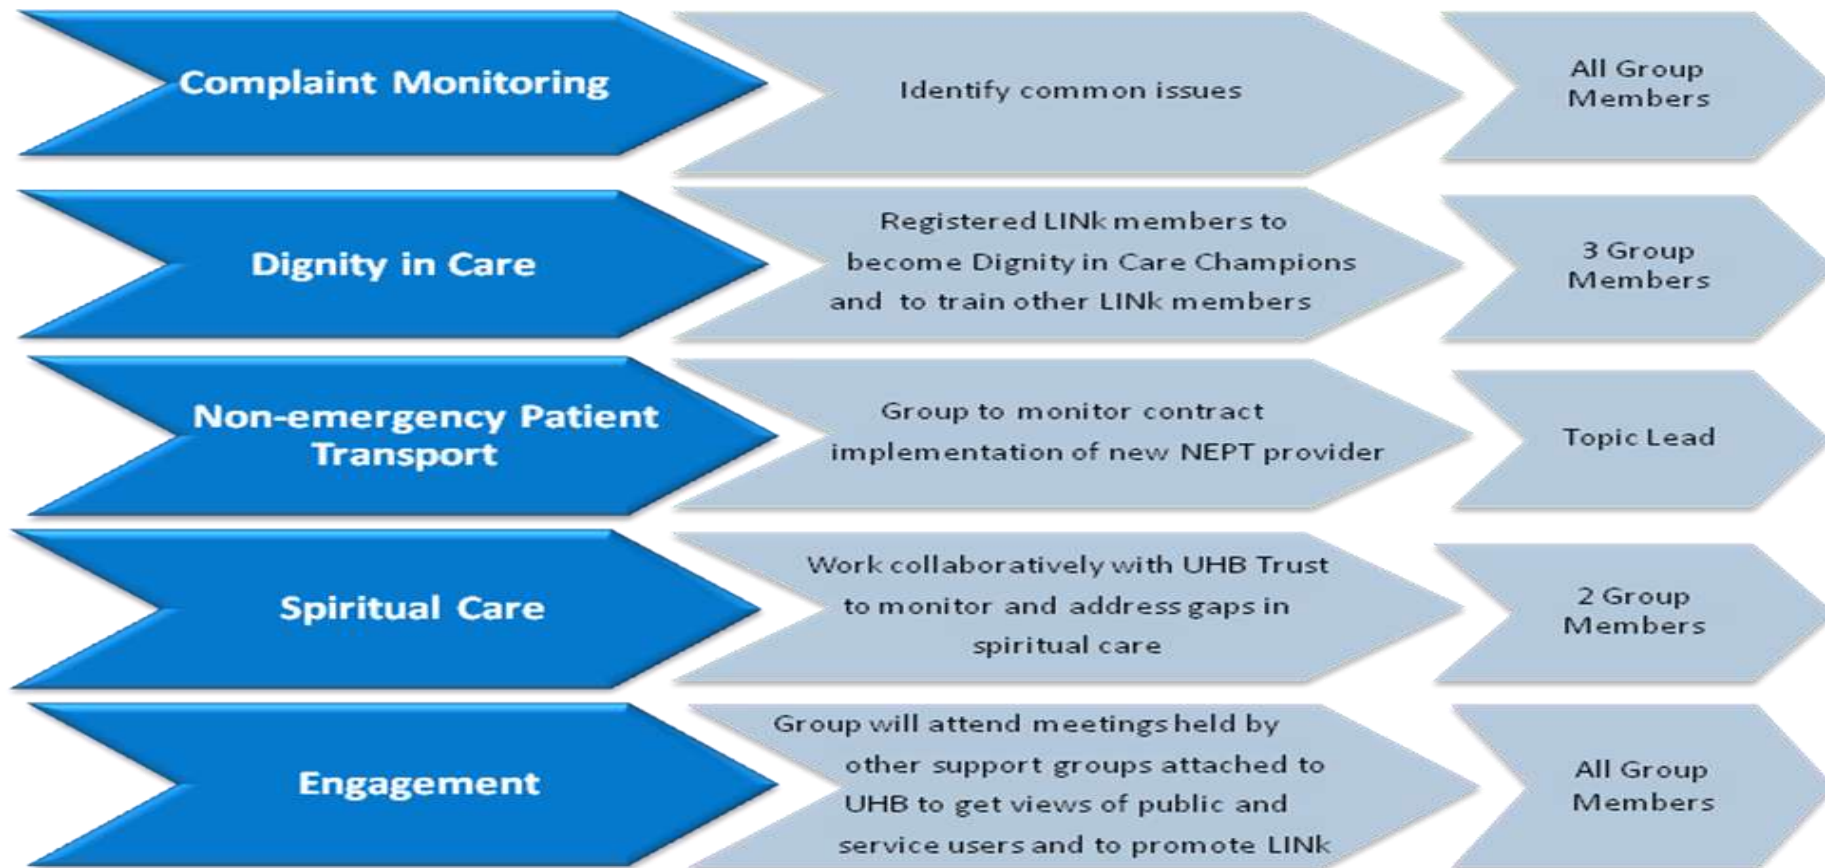 Complaint Monitoring
Identify common issues
All Group
Members
Dignity in Care
Registered LINk members to
become Dignity in Care Champions
and to train other LINk members
3 Group
Members
Non-emergency Patient
Transport
Group to monitor contract
implementation of new NEPT provider
Topic Lead
Spiritual Care
Work collaboratively with UHB Trust
to monitor and address gaps in
spiritual care
2 Group
Members
Engagement
Group will attend meetings held by
other support groups attached to
UHB to get views of public and
service users and to promote LINk
All Group
Members